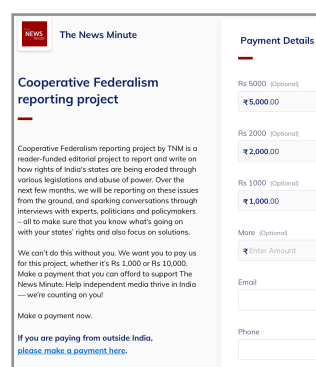 NEWS
Minute
The News Minute
Cooperative Federalism
reporting project
Cooperative Federalism reporting project by TNM is a
reader-funded editorial project to report and write on
how rights of India's states are being eroded through
various legislations and abuse of power. Over the
next few months, we will be reporting on these issues
from the ground, and sparking conversations through
interviews with experts, politicians and policymakers
– all to make sure that you know what's going on
with your states' rights and also focus on solutions.
We can't do this without you. We want you to pay us
for this project, whether it's Rs 1,000 or Rs 10,000.
Make a payment that you can afford to support The
News Minute. Help independent media thrive in India
— we're counting on you!
Make a payment now.
If you are paying from outside India,
please make a payment here.
Payment Details
Rs 5000 (Optional)
₹ 5,000.00
Rs 2000 (Optional)
₹ 2,000.00
Rs 1000 (Optional)
₹ 1,000.00
More (Optional)
₹ Enter Amount
Email
Phone